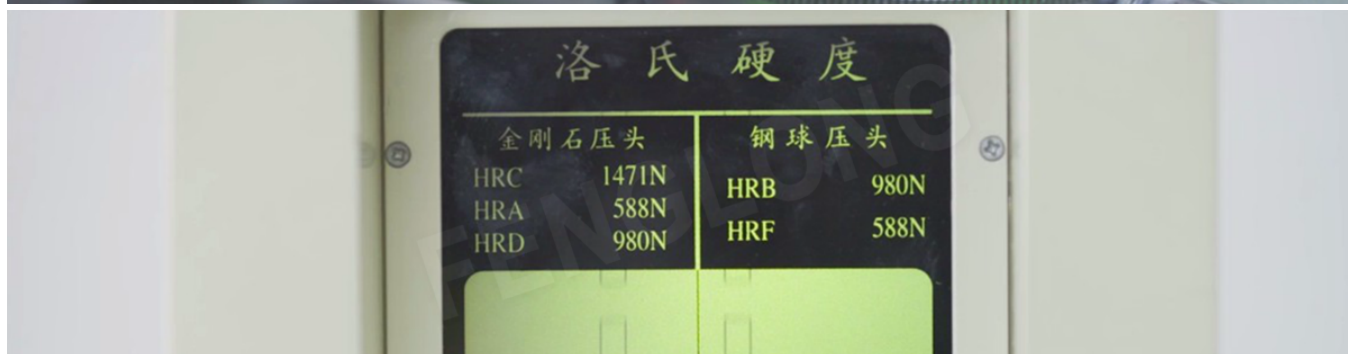 洛氏硬度
金刚石压头
HRC 1471N
HRA 588N
HRD 980N
钢球压头
HRB 980N
HRF 588N
FENGLONG